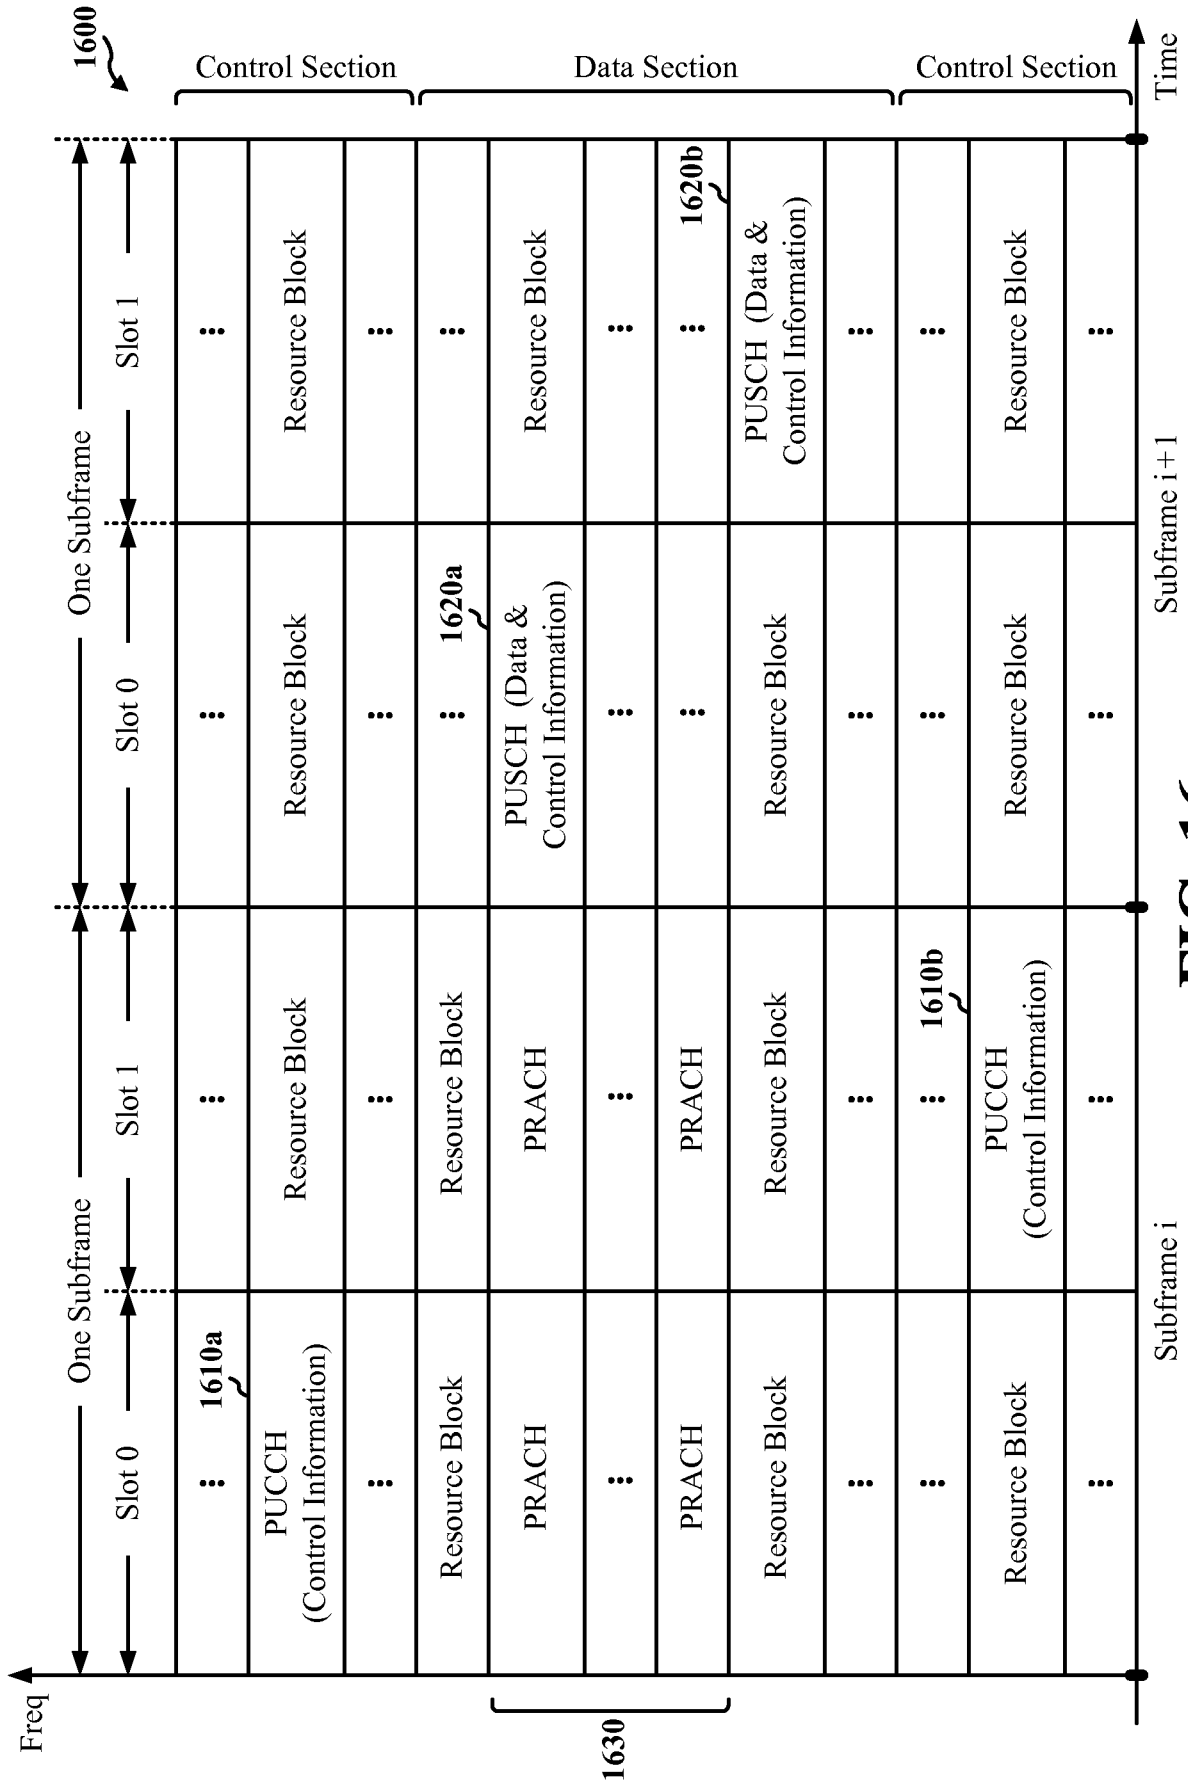 1600
Freq
One Subframe
One Subframe
Slot 0
Slot 1
Slot 0
Slot 1
...
1610a
...
...
...
Control Section
PUCCH
(Control Information)
Resource Block
Resource Block
Resource Block
...
...
...
...
Resource Block
Resource Block
...
1620a
...
Data Section
PRACH
PRACH
PUSCH (Data &
Control Information)
Resource Block
1630
...
...
...
...
PRACH
PRACH
...
...
1620b
Resource Block
Resource Block
Resource Block
PUSCH (Data &
Control Information)
...
...
...
...
...
...
1610b
...
...
Control Section
Resource Block
PUCCH
(Control Information)
Resource Block
Resource Block
...
...
...
...
Subframe i
Subframe i+1
Time
FIG. 16